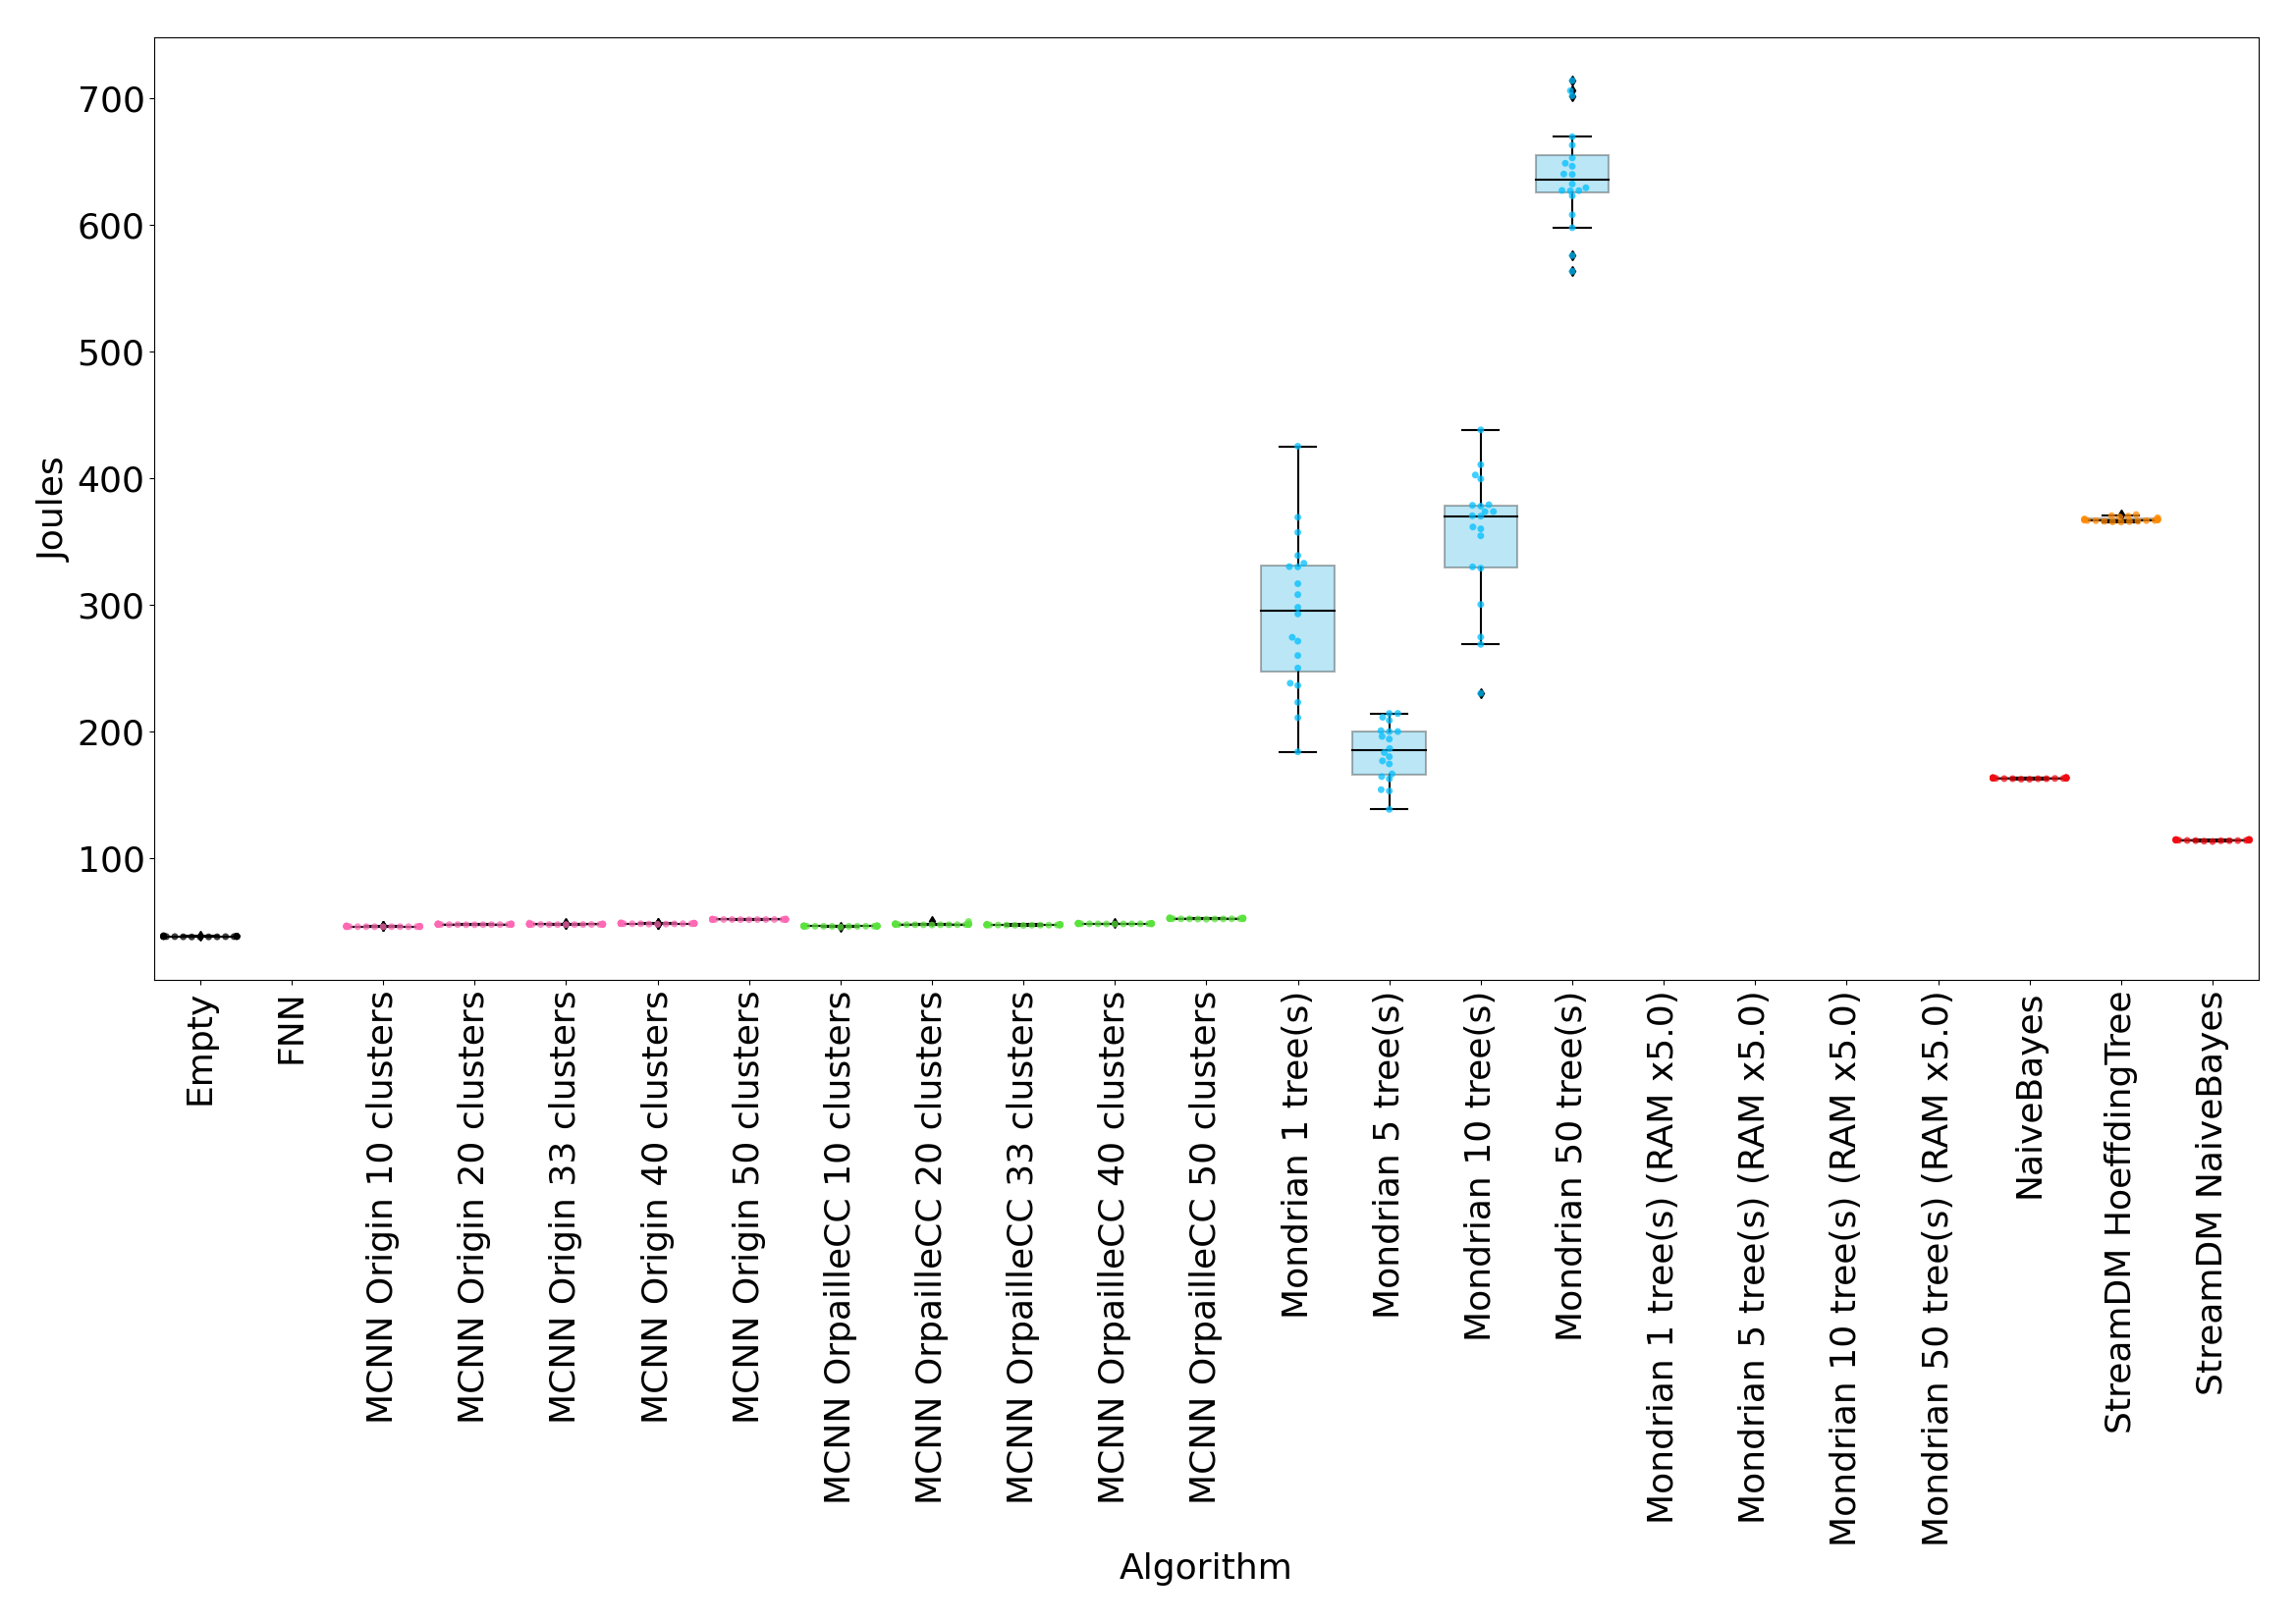 700
600
500
400
300
200
100
Joules
Empty
FNN
MCNN Origin 10 clusters
MCNN Origin 20 clusters
MCNN Origin 33 clusters
MCNN Origin 40 clusters
MCNN Origin 50 clusters
MCNN OrpailleCC 10 clusters
MCNN OrpailleCC 20 clusters
MCNN OrpailleCC 33 clusters
MCNN OrpailleCC 40 clusters
MCNN OrpailleCC 50 clusters
Mondrian 1 tree(s)
Mondrian 5 tree(s)
Mondrian 10 tree(s)
Mondrian 50 tree(s)
Mondrian 1 tree(s) (RAM x5.0)
Mondrian 5 tree(s) (RAM x5.0)
Mondrian 10 tree(s) (RAM x5.0)
Mondrian 50 tree(s) (RAM x5.0)
NaiveBayes
StreamDM HoeffdingTree
StreamDM NaiveBayes
Algorithm